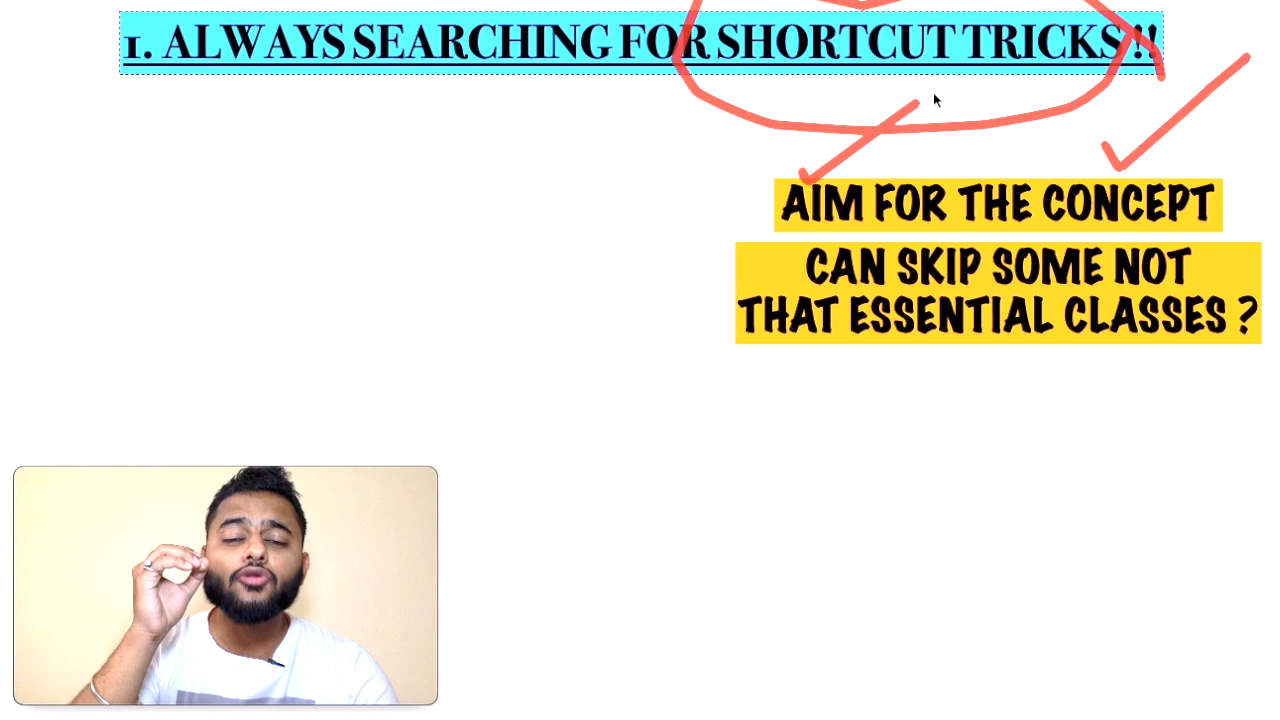 1. ALWAYS SEARCHING FOR SHORTCUT TRICKS !!
AIM FOR THE CONCEPT
CAN SKIP SOME NOT
THAT ESSENTIAL CLASSES ?